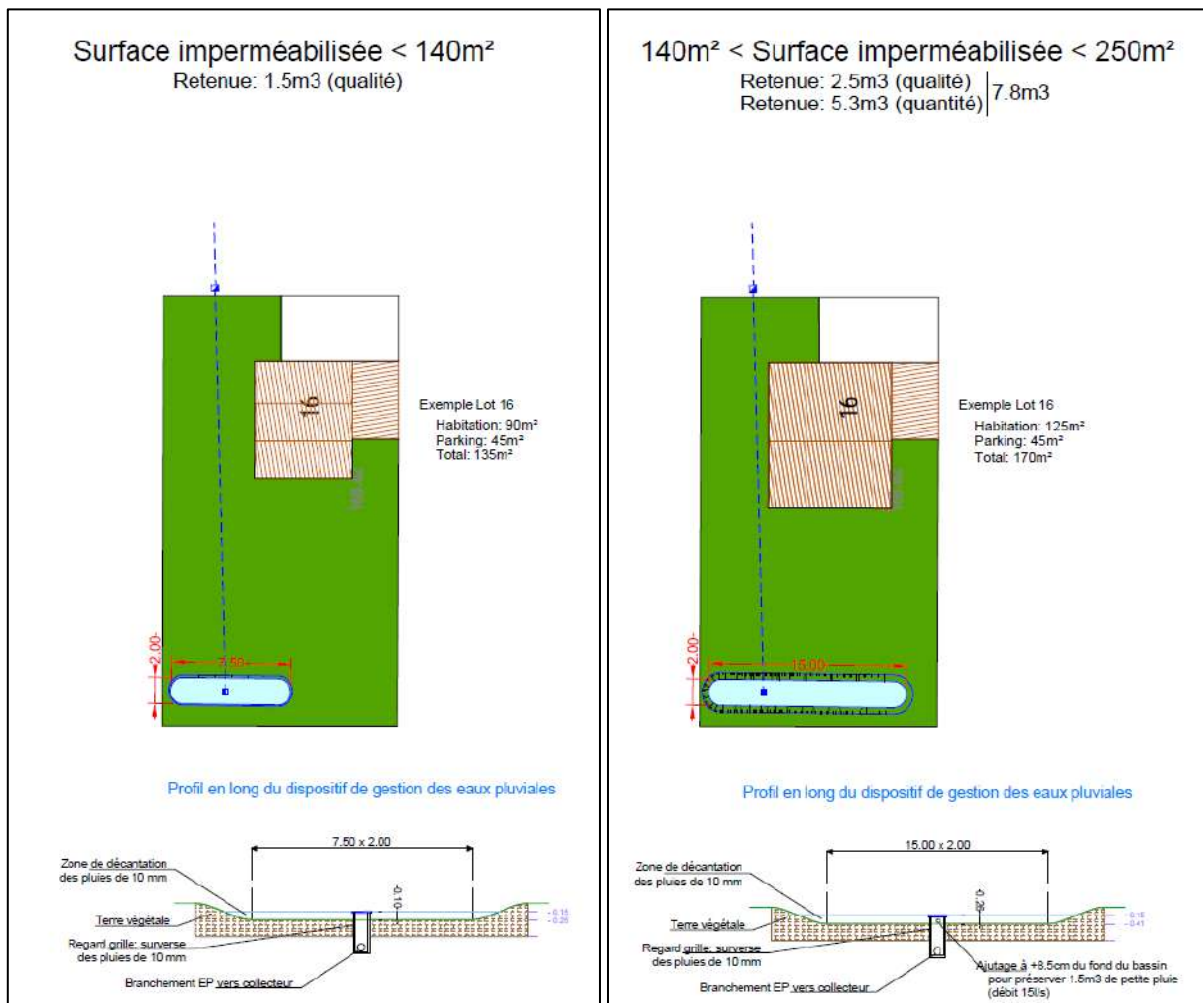 Surface imperméabilisée < 140m²
Retenue: 1.5m3 (qualité)
16
Exemple Lot 16
Habitation: 90m²
Parking: 45m²
Total: 135m²
2.00
7.50
Profil en long du dispositif de gestion des eaux pluviales
7.50 x 2.00
Zone de décantation
des pluies de 10 mm
-0.10
Terre végétale
Regard grille: surverse
des pluies de 10 mm
Branchement EP vers collecteur
140m² < Surface imperméabilisée < 250m²
Retenue: 2.5m3 (qualité)
Retenue: 5.3m3 (quantité)
7.8m3
16
Exemple Lot 16
Habitation: 125m²
Parking: 45m²
Total: 170m²
2.00
15.00
Profil en long du dispositif de gestion des eaux pluviales
15.00 x 2.00
Zone de décantation
des pluies de 10 mm
-0.26
Terre végétale
Regard grille: surverse
des pluies de 10 mm
Branchement EP vers collecteur
Ajutage à +8.5cm du fond du bassin
pour préserver 1.5m3 de petite pluie